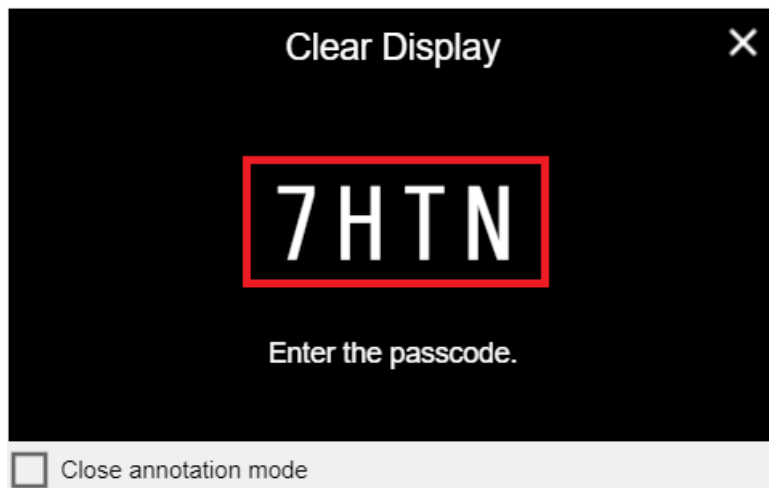 Clear Display
7HTN
Enter the passcode.
Close annotation mode